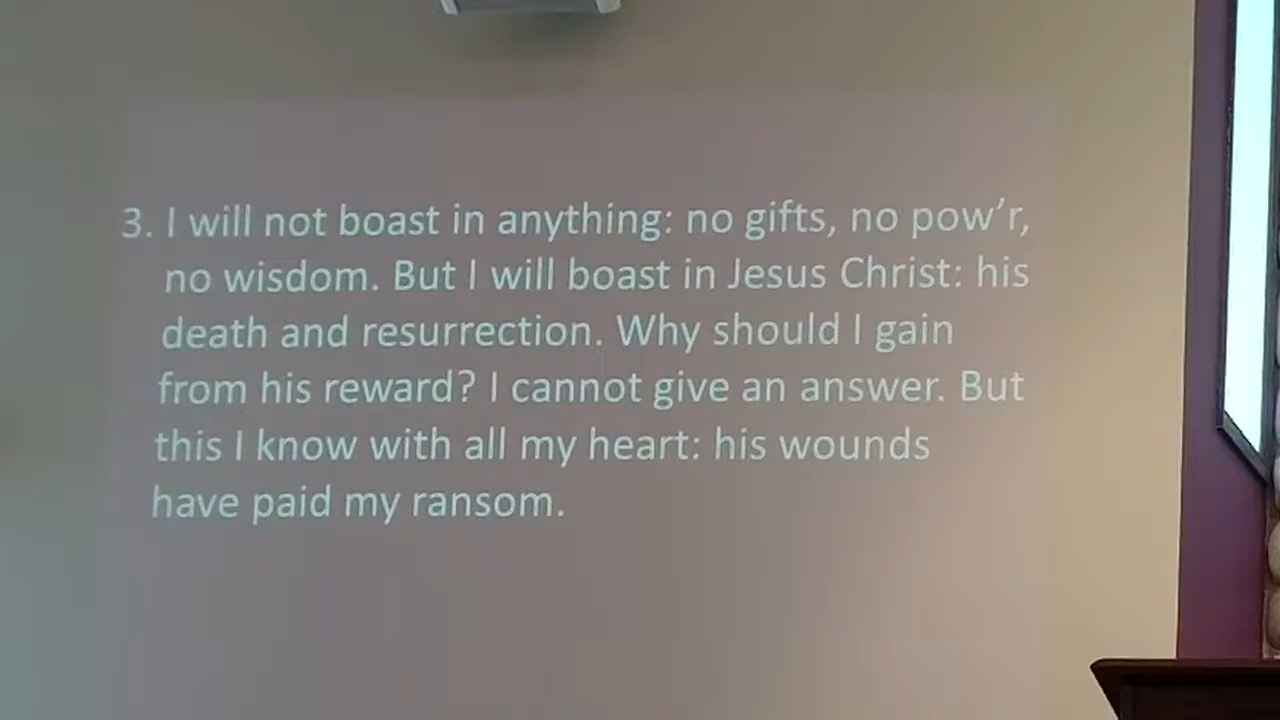 3. I will not boast in anything: no gifts, no pow’r,
no wisdom. But I will boast in Jesus Christ: his
death and resurrection. Why should I gain
from his reward? I cannot give an answer. But
this I know with all my heart: his wounds
have paid my ransom.